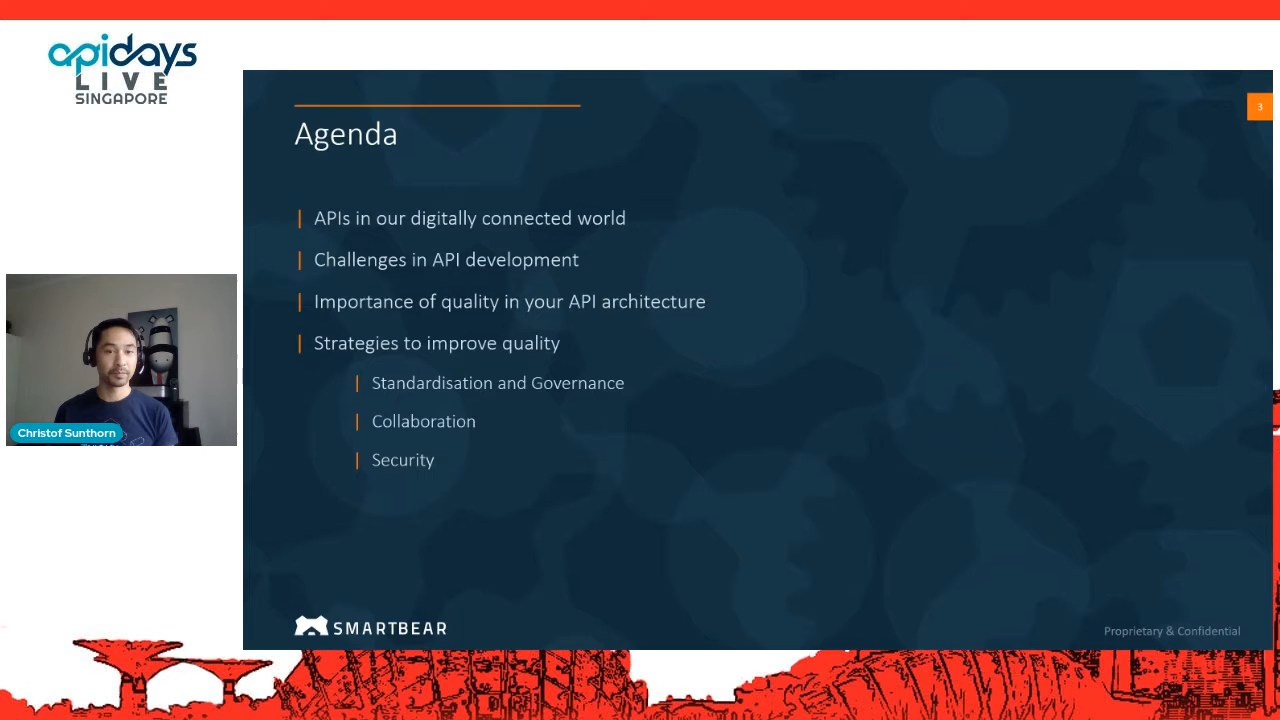 apidays
LIVE
SINGAPORE
3
Agenda
APIs in our digitally connected world
Challenges in API development
Importance of quality in your API architecture
Strategies to improve quality
Standardisation and Governance
Collaboration
Security
Christof Sunthorn
SMARTBEAR
Proprietary & Confidential